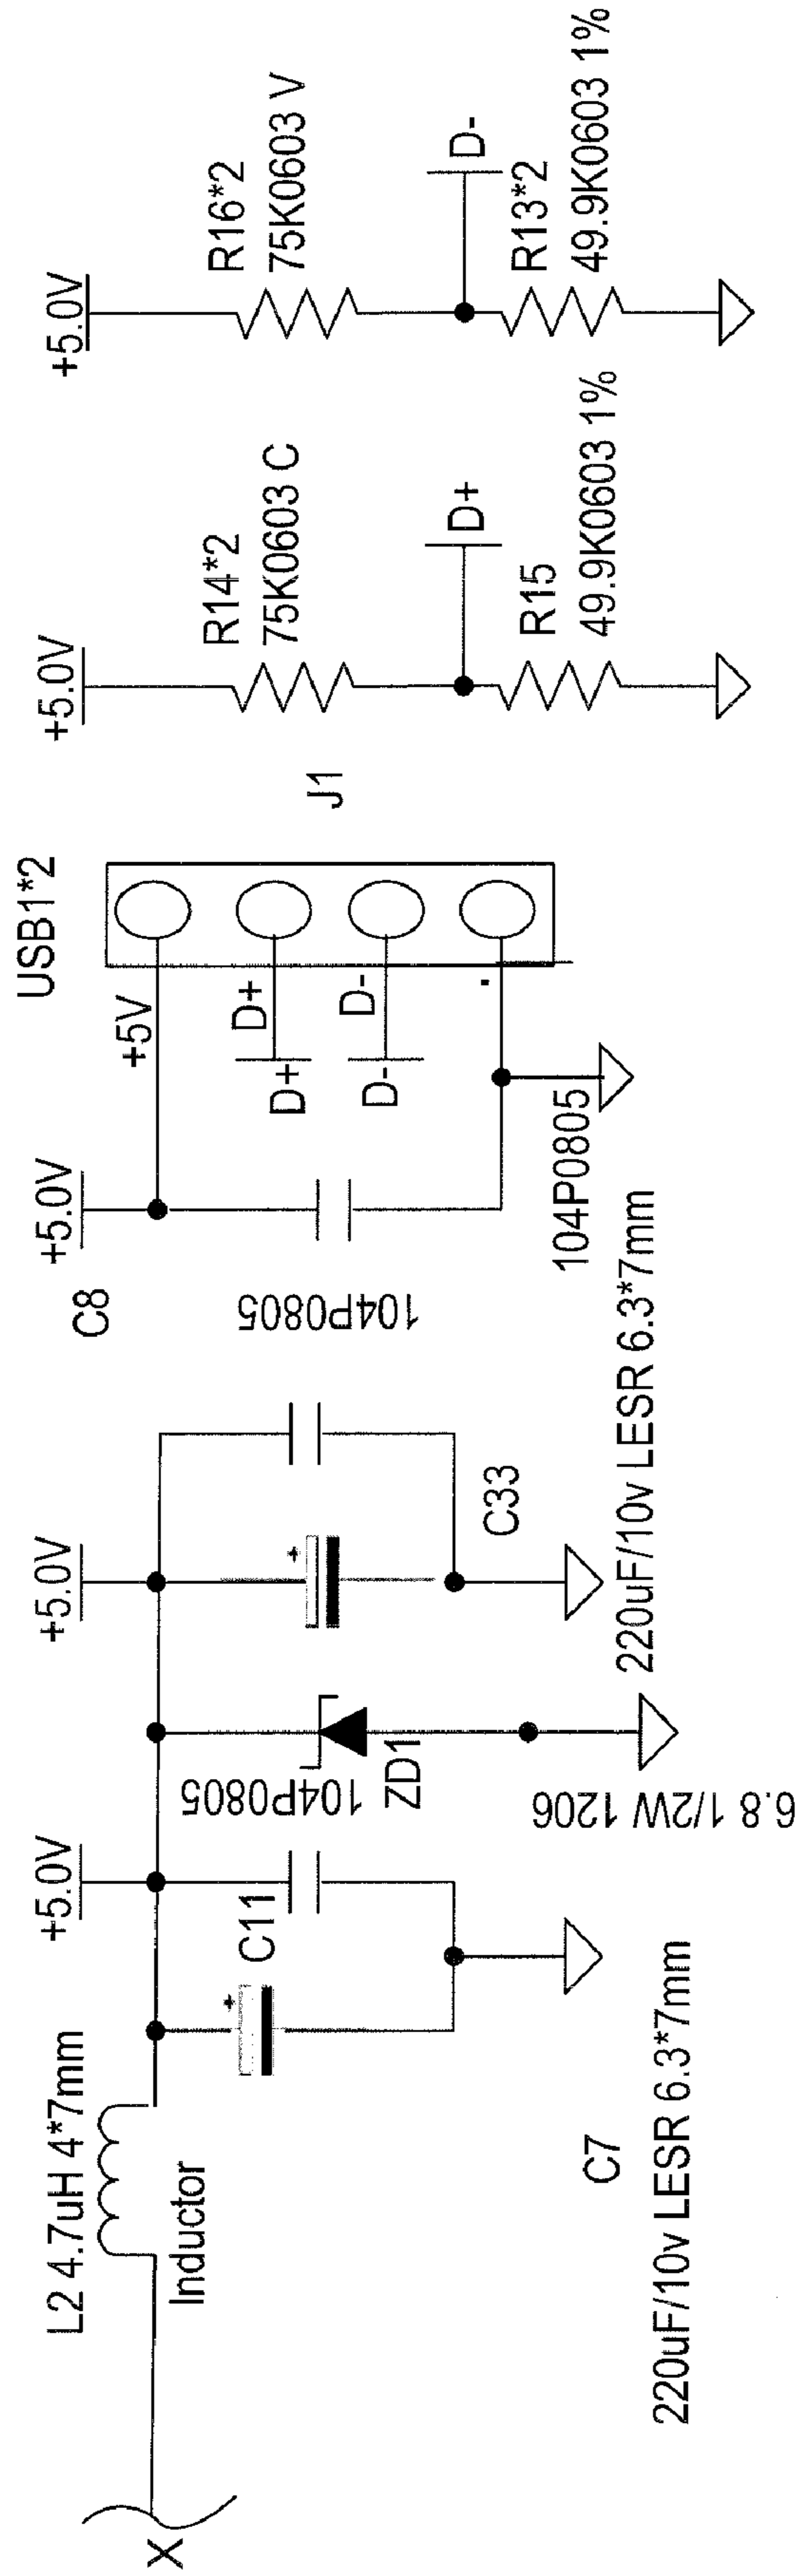 X
L2 4.7uH 4*7mm
Inductor
C7
220uF/10v LESR 6.3*7mm
+5.0V
C11
104P0805
ZD1
6.8 1/2W 1206
+5.0V
+
+
C33
220uF/10v LESR 6.3*7mm
C8
+5.0V
104P0805
104P0805
USB1*2
+5V
D+
D+
D-
D-
J1
+5.0V
R14*2
75K0603 C
D+
R15
49.9K0603 1%
+5.0V
R16*2
75K0603 V
D-
R13*2
49.9K0603 1%